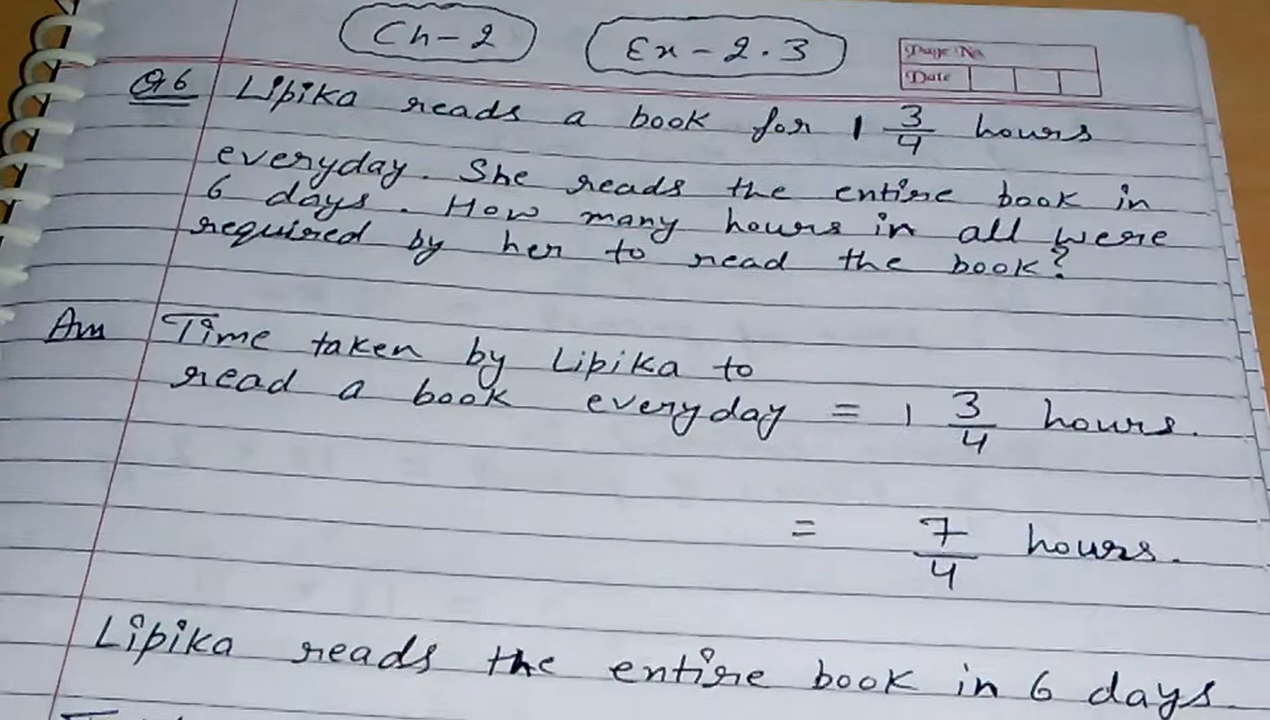 Ch-2 Ex-2.3
Page No.
Date
Q6 Lipika reads a book for 1 3/4 hours
everyday. She reads the entire book in
6 days. How many hours in all were
required by her to read the book?
Ans Time taken by Lipika to
read a book everyday = 1 3/4 hours.
= 7/4 hours.
Lipika reads the entire book in 6 days.